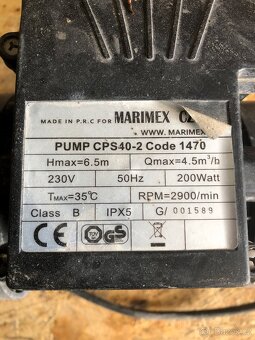 MADE IN P.R.C FOR MARIMEX CZ
WWW.MARIMEX
PUMP CPS40-2 Code 1470
Hmax=6.5m Qmax=4.5m³/h
230V 50Hz 200Watt
TMAX=35°C RPM=2900/min
Class B IPX5 G/ 001589
CE GS